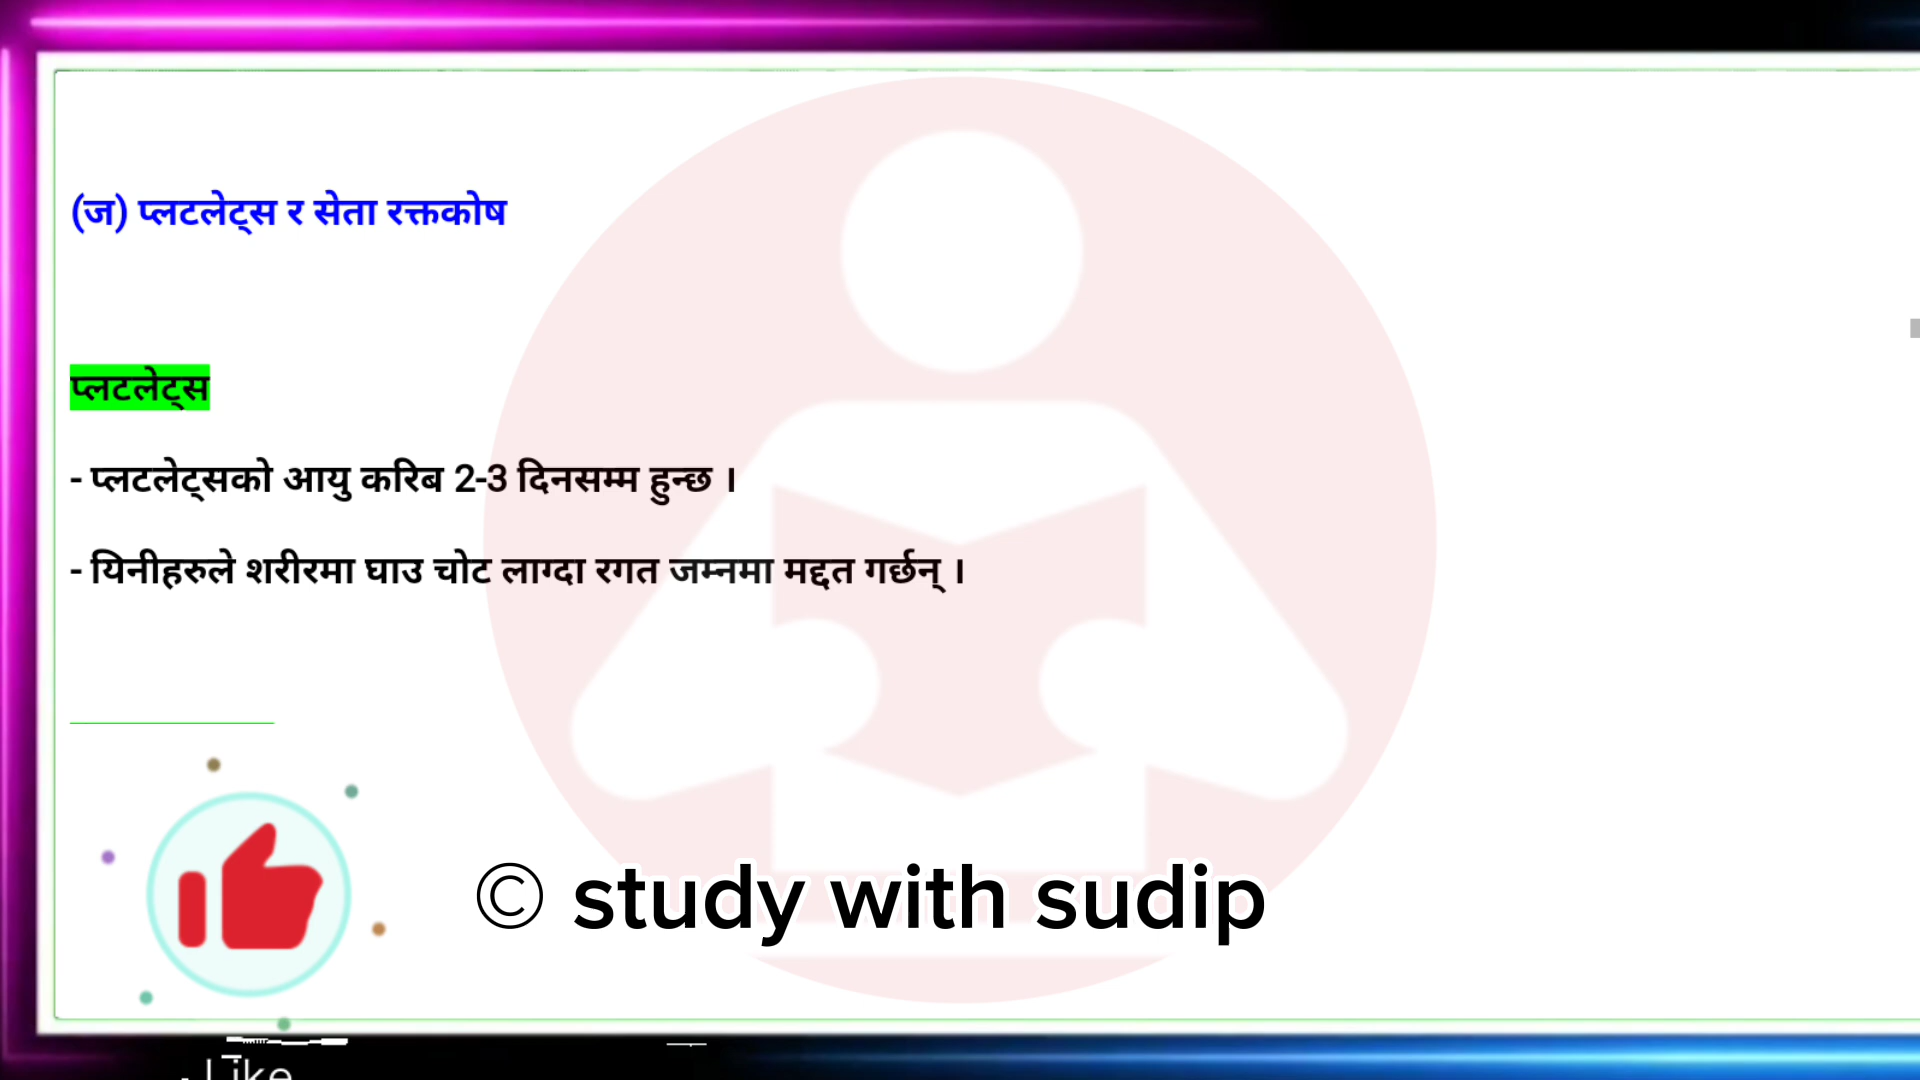 (ज) प्लटलेट्स र सेता रक्तकोष
प्लटलेट्स
- प्लटलेट्सको आयु करिब 2-3 दिनसम्म हुन्छ ।
- यिनीहरुले शरीरमा घाउ चोट लाग्दा रगत जम्नमा मद्दत गर्छन् ।
© study with sudip
Like